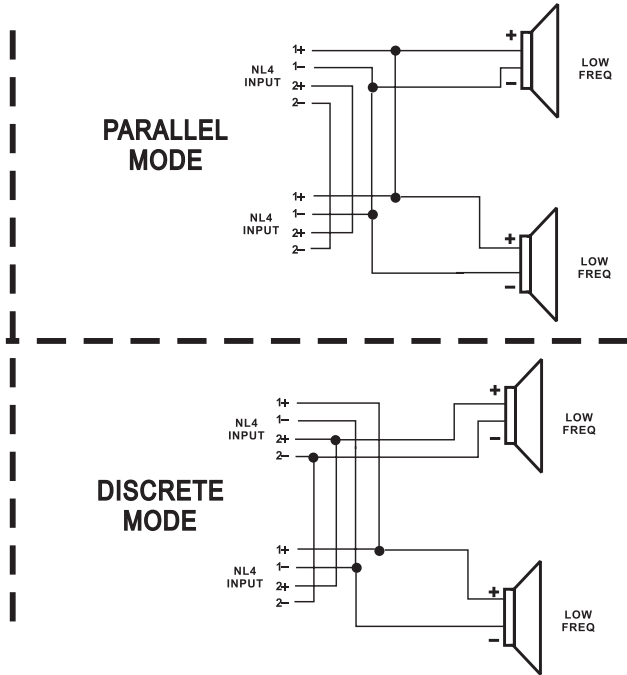 1+
1–
NL4
INPUT
2+
2–
+
–
LOW
FREQ
PARALLEL
MODE
1+
1–
NL4
INPUT
2+
2–
+
–
LOW
FREQ
1+
1–
NL4
INPUT
2+
2–
+
–
LOW
FREQ
DISCRETE
MODE
1+
1–
NL4
INPUT
2+
2–
+
–
LOW
FREQ